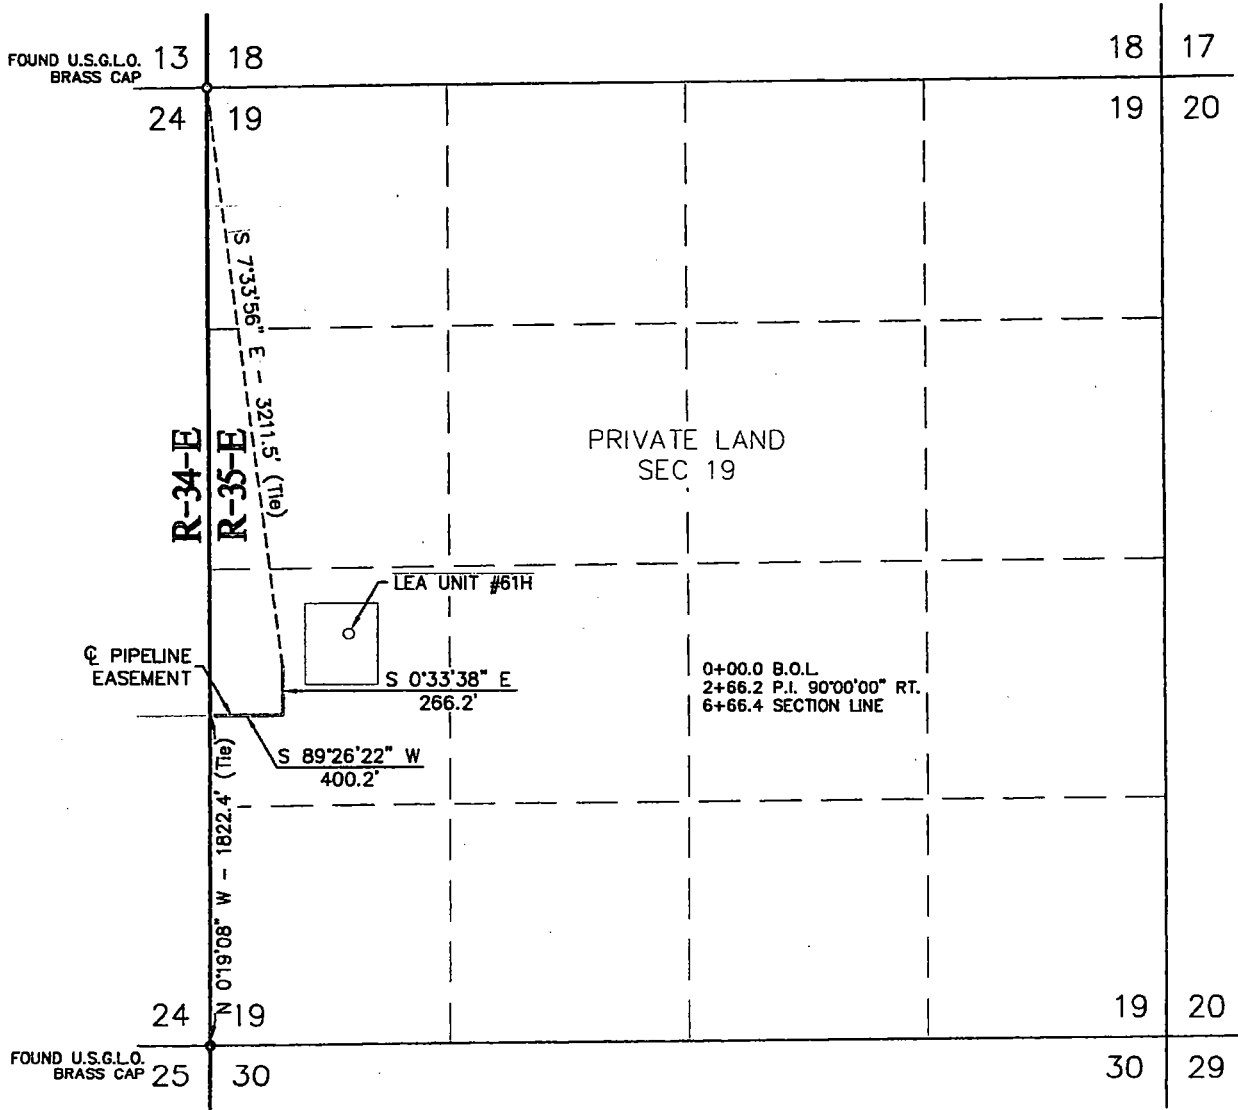 FOUND U.S.G.L.O.
BRASS CAP
13 18
24 19
18 17
19 20
S 7°33'56" E - 3211.5' (Tie)
R-34-E
R-35-E
PRIVATE LAND
SEC 19
LEA UNIT #61H
℄ PIPELINE
EASEMENT
S 0°33'38" E
266.2'
0+00.0 B.O.L.
2+66.2 P.I. 90°00'00" RT.
6+66.4 SECTION LINE
S 89°26'22" W
400.2'
N 0°19'08" W - 1822.4' (Tie)
24 19
FOUND U.S.G.L.O.
BRASS CAP
25 30
19 20
30 29